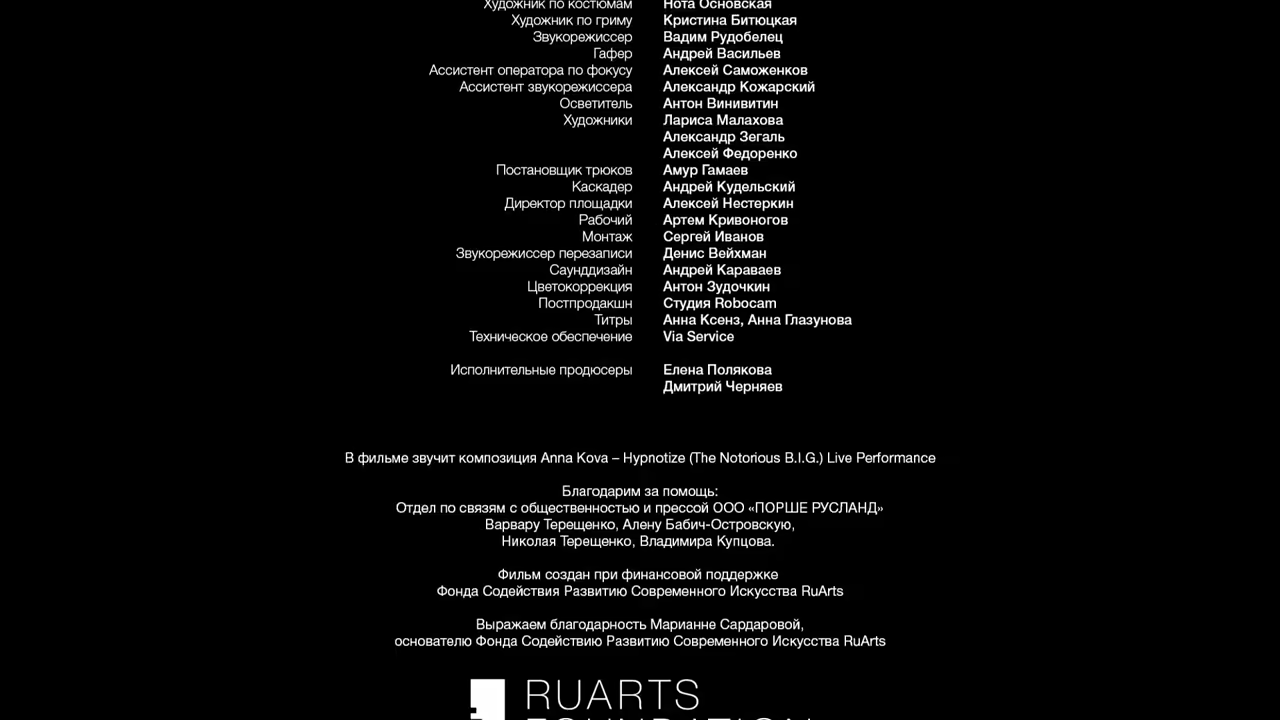 Художник по костюмам Нота Основская
Художник по гриму Кристина Битюцкая
Звукорежиссер Вадим Рудобелец
Гафер Андрей Васильев
Ассистент оператора по фокусу Алексей Саможенков
Ассистент звукорежиссера Александр Кожарский
Осветитель Антон Винивитин
Художники Лариса Малахова
Александр Зегаль
Алексей Федоренко
Постановщик трюков Амур Гамаев
Каскадер Андрей Кудельский
Директор площадки Алексей Нестеркин
Рабочий Артем Кривоногов
Монтаж Сергей Иванов
Звукорежиссер перезаписи Денис Вейхман
Саунддизайн Андрей Караваев
Цветокоррекция Антон Зудочкин
Постпродакшн Студия Robocam
Титры Анна Ксенз, Анна Глазунова
Техническое обеспечение Via Service
Исполнительные продюсеры Елена Полякова
Дмитрий Черняев
В фильме звучит композиция Anna Kova – Hypnotize (The Notorious B.I.G.) Live Performance
Благодарим за помощь:
Отдел по связям с общественностью и прессой ООО «ПОРШЕ РУСЛАНД»
Варвару Терещенко, Алену Бабич-Островскую,
Николая Терещенко, Владимира Купцова.
Фильм создан при финансовой поддержке
Фонда Содействия Развитию Современного Искусства RuArts
Выражаем благодарность Марианне Сардаровой,
основателю Фонда Содействию Развитию Современного Искусства RuArts
RUARTS
FOUNDATION